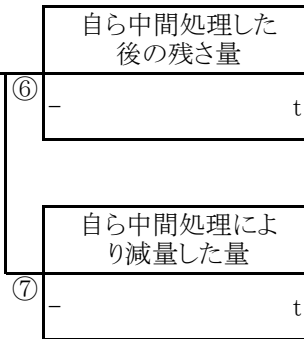 自ら中間処理した
後の残さ量
⑥
- t
自ら中間処理によ
り減量した量
⑦
- t